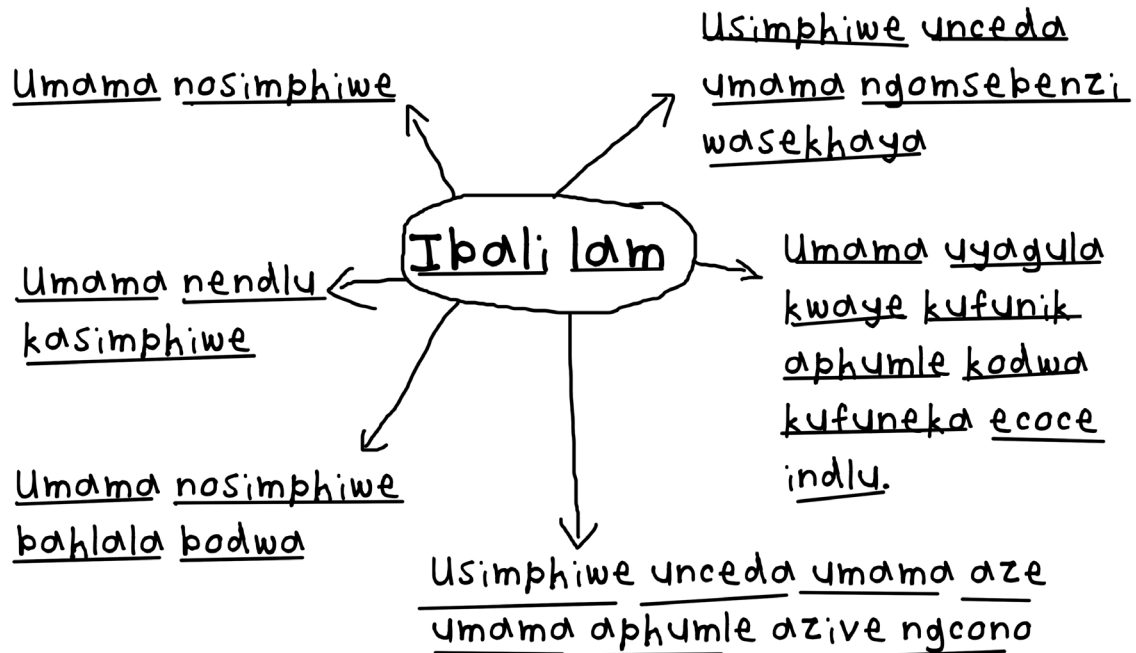 Umama nosimphiwe
Usimphiwe unceda
umama ngomsebenzi
wasekhaya
Ibali lam
Umama nendlu
kasimphiwe
Umama uyagula
kwaye kufunik
aphumle kodwa
kufuneka ecoce
indlu.
Umama nosimphiwe
bahlala bodwa
Usimphiwe unceda umama aze
umama aphumle azive ngcono